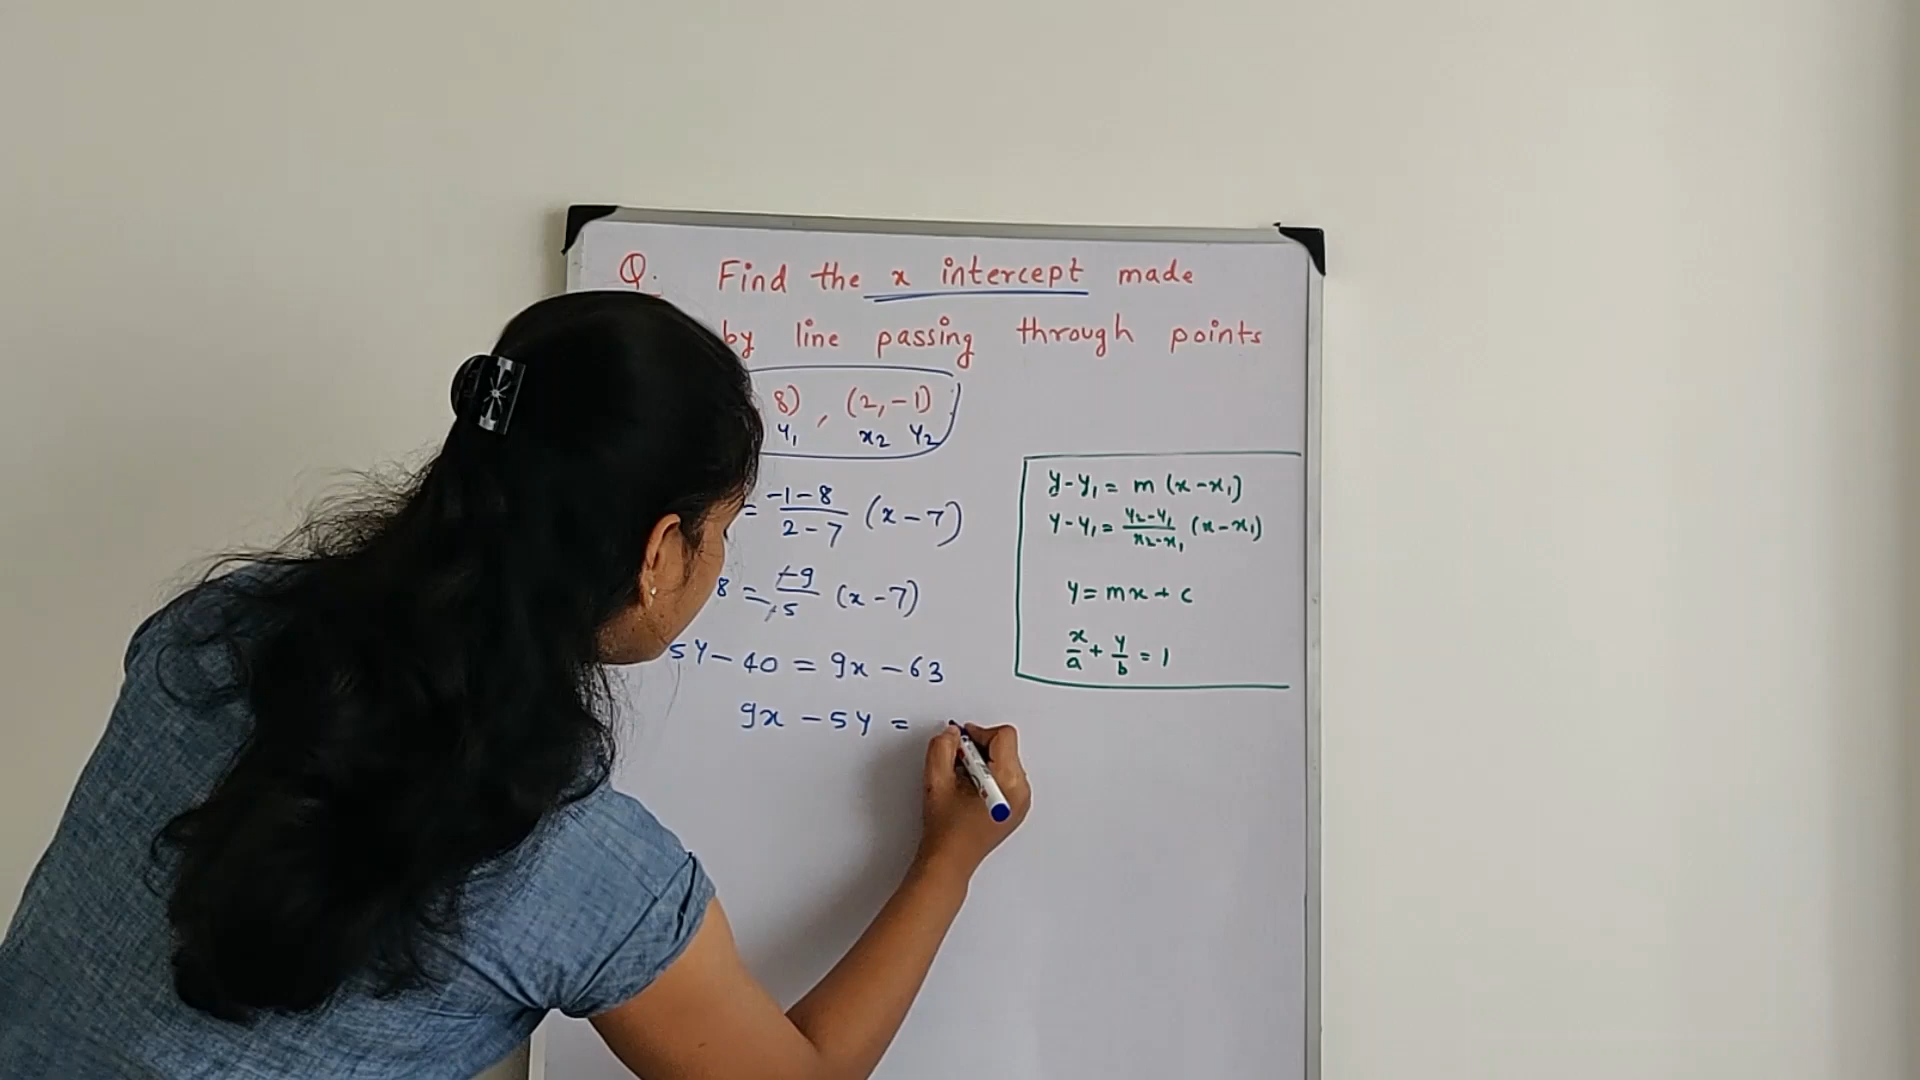 Q. Find the x intercept made
by line passing through points
8) , (2, -1)
y₁ x₂ y₂
= -1-8 / 2-7 (x-7)
8 = -9 / -5 (x-7)
5y - 40 = 9x - 63
9x - 5y =
y-y₁ = m (x-x₁)
y-y₁ = y₂-y₁ / x₂-x₁ (x-x₁)
y = mx + c
x/a + y/b = 1